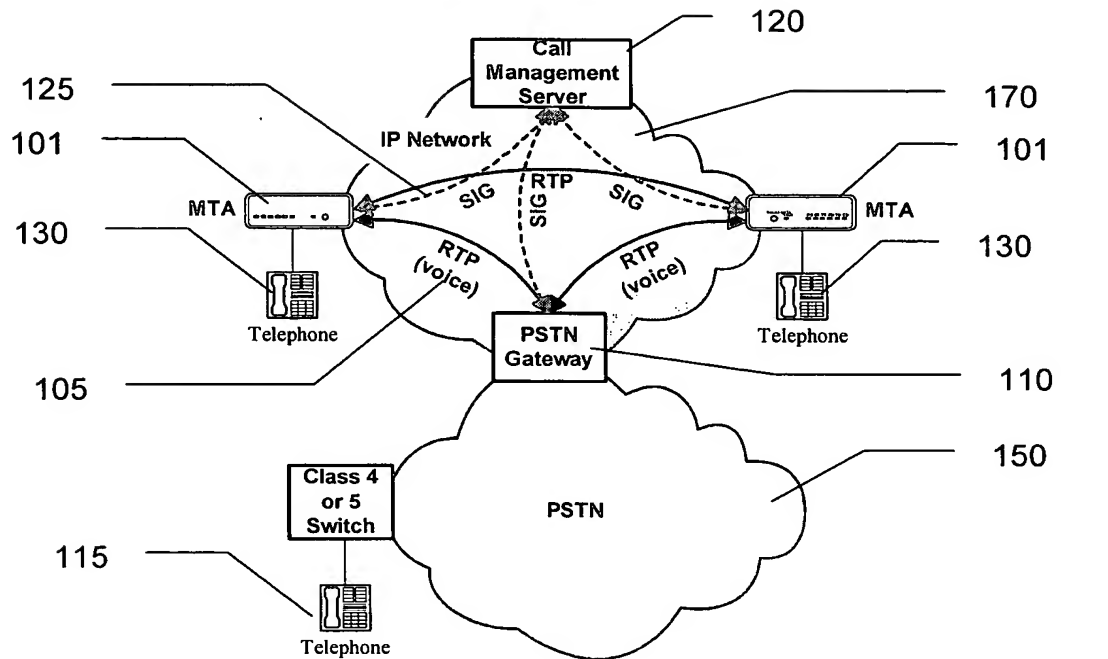 120
Call
Management
Server
125
170
IP Network
101
101
RTP
SIG
SIG
SIG
MTA
MTA
130
130
RTP
(voice)
RTP
(voice)
Telephone
Telephone
PSTN
Gateway
105
110
Class 4
or 5
Switch
150
PSTN
115
Telephone